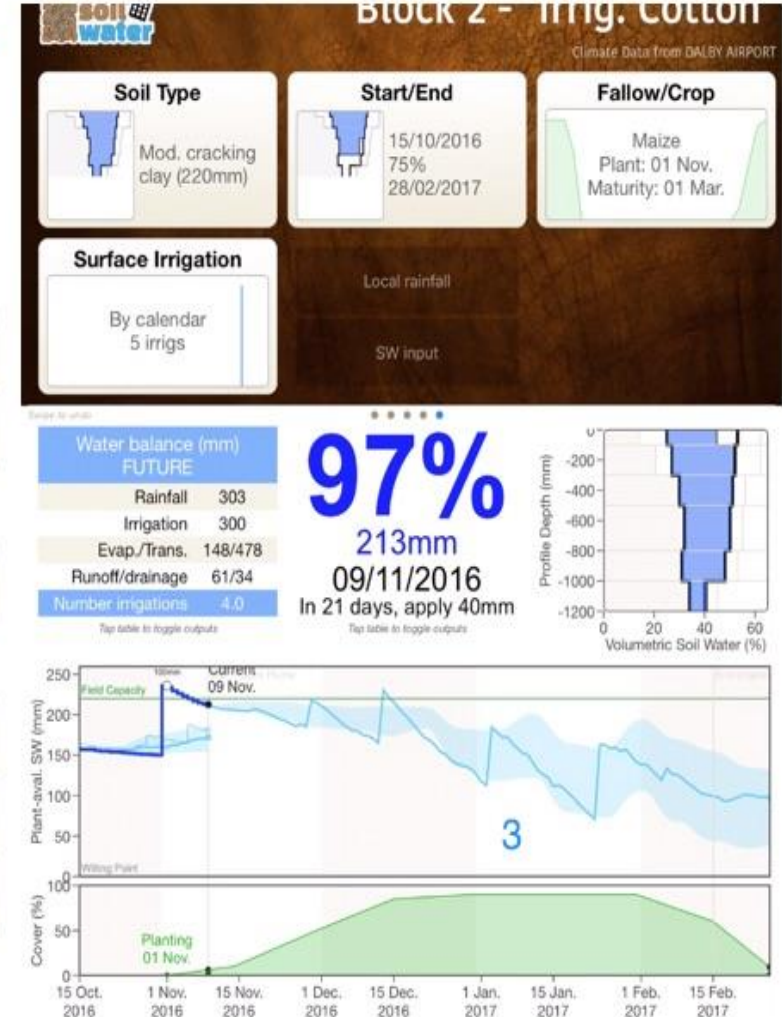 soil
water
Block 2 - Irrig. Cotton
Climate Data from DALBY AIRPORT
Soil Type
Mod. cracking
clay (220mm)
Start/End
15/10/2016
75%
28/02/2017
Fallow/Crop
Maize
Plant: 01 Nov.
Maturity: 01 Mar.
Surface Irrigation
By calendar
5 irrigs
Local rainfall
SW input
Swipe to undo
Water balance (mm)
FUTURE
Rainfall 303
Irrigation 300
Evap./Trans. 148/478
Runoff/drainage 61/34
Number irrigations 4.0
Tap table to toggle outputs
97%
213mm
09/11/2016
In 21 days, apply 40mm
Tap table to toggle outputs
Profile Depth (mm)
0
-200
-400
-600
-800
-1000
-1200
0 20 40 60
Volumetric Soil Water (%)
Plant-aval. SW (mm)
250
200
150
100
50
0
Field Capacity
100mm
Current
09 Nov.
3
Wilting Point
Cover (%)
100
50
0
Planting
01 Nov.
15 Oct. 1 Nov. 15 Nov. 1 Dec. 15 Dec. 1 Jan. 15 Jan. 1 Feb. 15 Feb.
2016 2016 2016 2016 2016 2017 2017 2017 2017